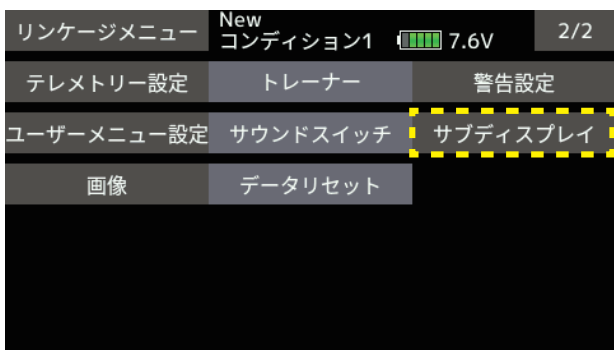 リンケージメニュー
New
コンディション1
7.6V
2/2
テレメトリー設定
トレーナー
警告設定
ユーザーメニュー設定
サウンドスイッチ
サブディスプレイ
画像
データリセット